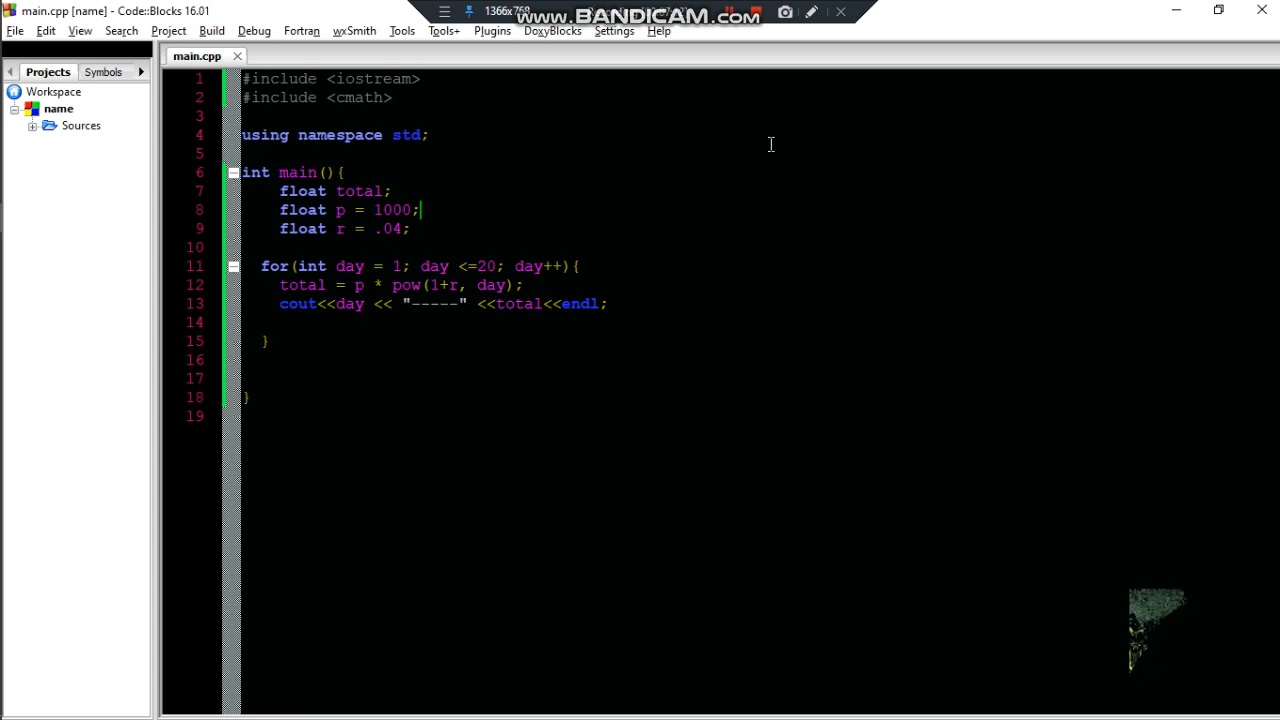 main.cpp [name] - Code::Blocks 16.01
1366x768
www.BANDICAM.com
File Edit View Search Project Build Debug Fortran wxSmith Tools Tools+ Plugins DoxyBlocks Settings Help
Projects Symbols
main.cpp
Workspace
name
Sources
1 #include <iostream>
2 #include <cmath>
3
4 using namespace std;
5
6 int main(){
7 float total;
8 float p = 1000;
9 float r = .04;
10
11 for(int day = 1; day <=20; day++){
12 total = p * pow(1+r, day);
13 cout<<day << "-----" <<total<<endl;
14
15 }
16
17
18 }
19